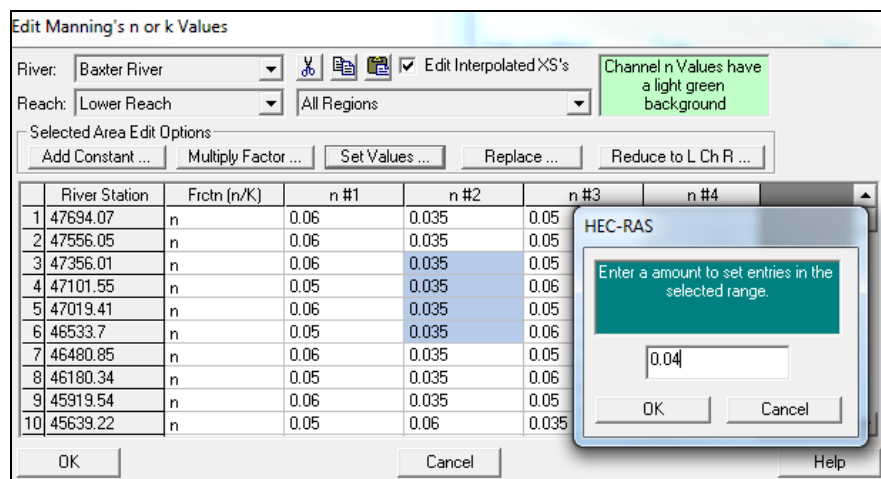 Edit Manning's n or k Values
River: Baxter River Edit Interpolated XS's
Reach: Lower Reach All Regions
Channel n Values have
a light green
background
Selected Area Edit Options
Add Constant ... Multiply Factor ... Set Values ... Replace ... Reduce to L Ch R ...
River Station Frctn (n/K) n #1 n #2 n #3 n #4
1 47694.07 n 0.06 0.035 0.05
2 47556.05 n 0.06 0.035 0.05
3 47356.01 n 0.06 0.035 0.05
4 47101.55 n 0.05 0.035 0.06
5 47019.41 n 0.06 0.035 0.05
6 46533.7 n 0.05 0.035 0.06
7 46480.85 n 0.06 0.035 0.05
8 46180.34 n 0.05 0.035 0.06
9 45919.54 n 0.06 0.035 0.05
10 45639.22 n 0.05 0.06 0.035
HEC-RAS
Enter a amount to set entries in the
selected range.
0.04
OK Cancel
OK Cancel Help